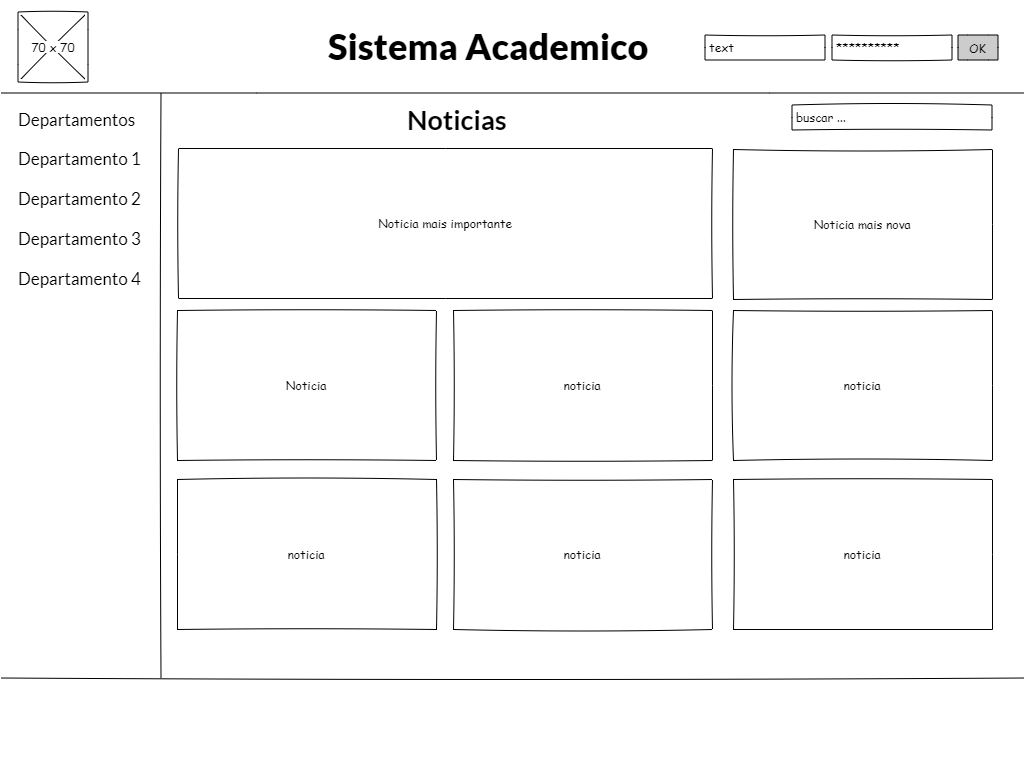 70 x 70
Sistema Academico
text
**********
OK
Departamentos
Departamento 1
Departamento 2
Departamento 3
Departamento 4
Noticias
buscar ...
Noticia mais importante
Noticia mais nova
Noticia
noticia
noticia
noticia
noticia
noticia